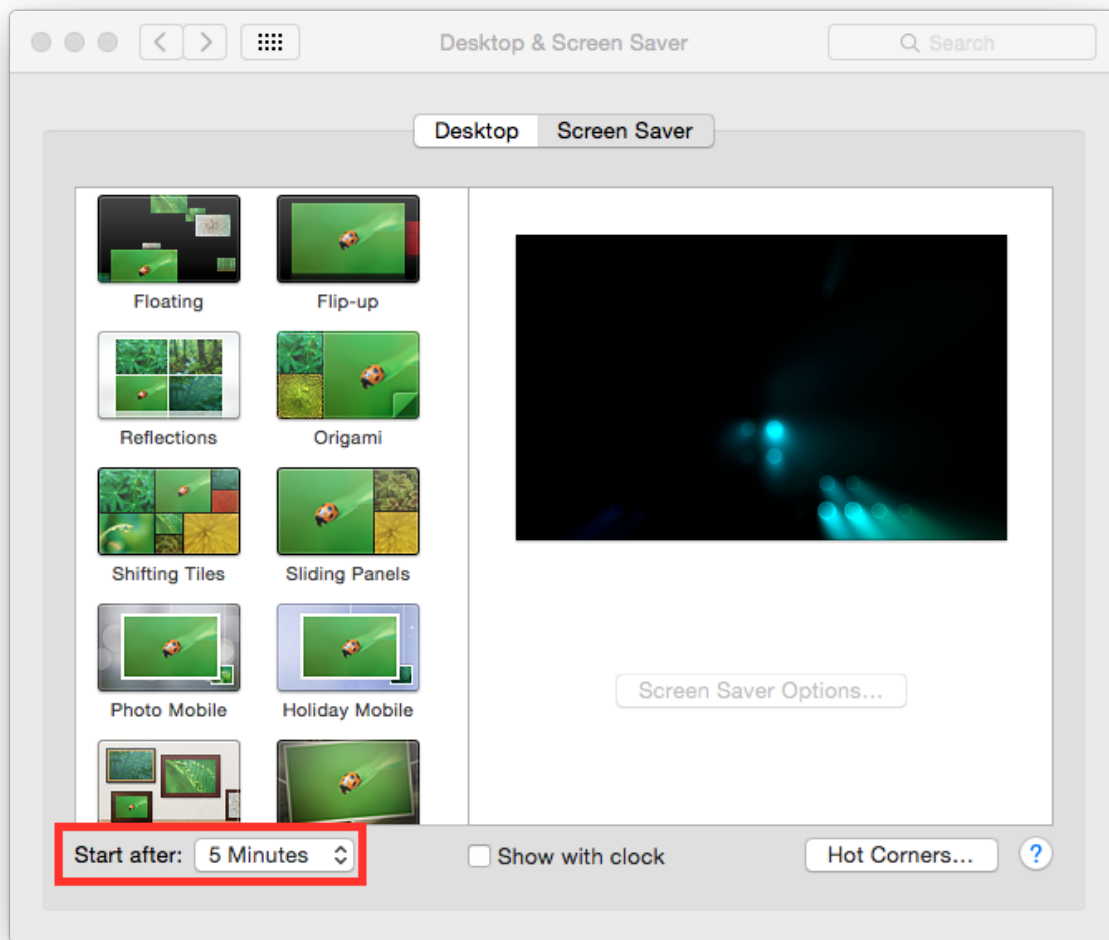 Desktop & Screen Saver
Search
Desktop
Screen Saver
Floating
Flip-up
Reflections
Origami
Shifting Tiles
Sliding Panels
Photo Mobile
Holiday Mobile
Screen Saver Options...
Start after:
5 Minutes
Show with clock
Hot Corners...
?